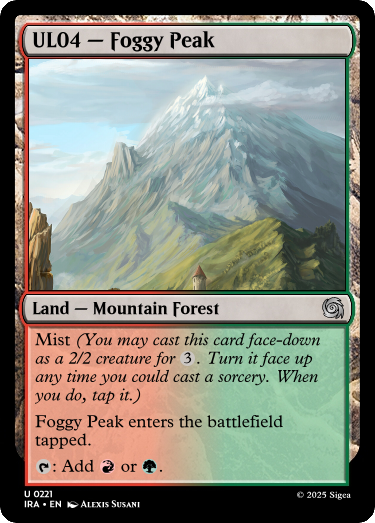 UL04 — Foggy Peak
Land — Mountain Forest
Mist (You may cast this card face-down
as a 2/2 creature for 3. Turn it face up
any time you could cast a sorcery. When
you do, tap it.)
Foggy Peak enters the battlefield
tapped.
: Add or .
U 0221
IRA • EN Alexis Susani
© 2025 Sigea